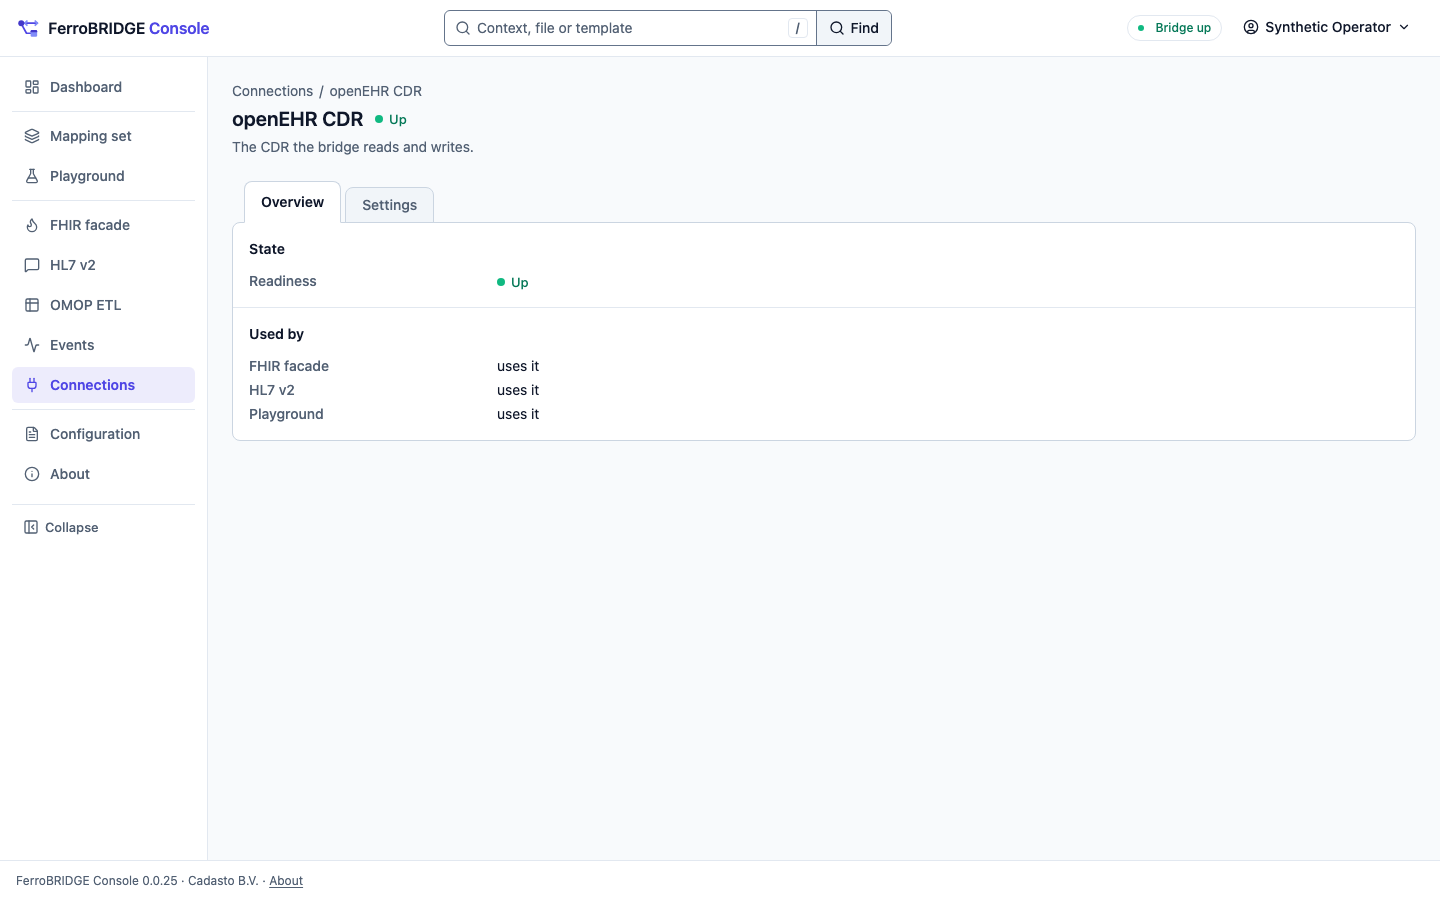 FerroBRIDGE Console
Context, file or template
/
Find
Bridge up
Synthetic Operator
Dashboard
Mapping set
Playground
FHIR facade
HL7 v2
OMOP ETL
Events
Connections
Configuration
About
Collapse
Connections / openEHR CDR
openEHR CDR Up
The CDR the bridge reads and writes.
Overview Settings
State
Readiness Up
Used by
FHIR facade uses it
HL7 v2 uses it
Playground uses it
FerroBRIDGE Console 0.0.25 · Cadasto B.V. · About